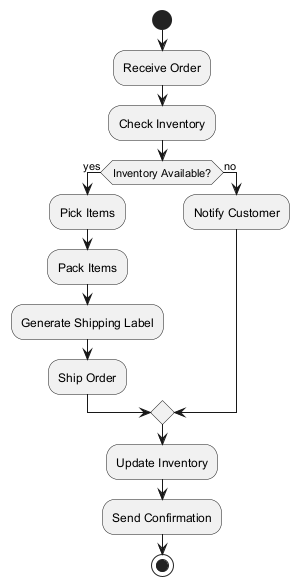 Receive Order
Check Inventory
yes
Inventory Available?
no
Pick Items
Notify Customer
Pack Items
Generate Shipping Label
Ship Order
Update Inventory
Send Confirmation